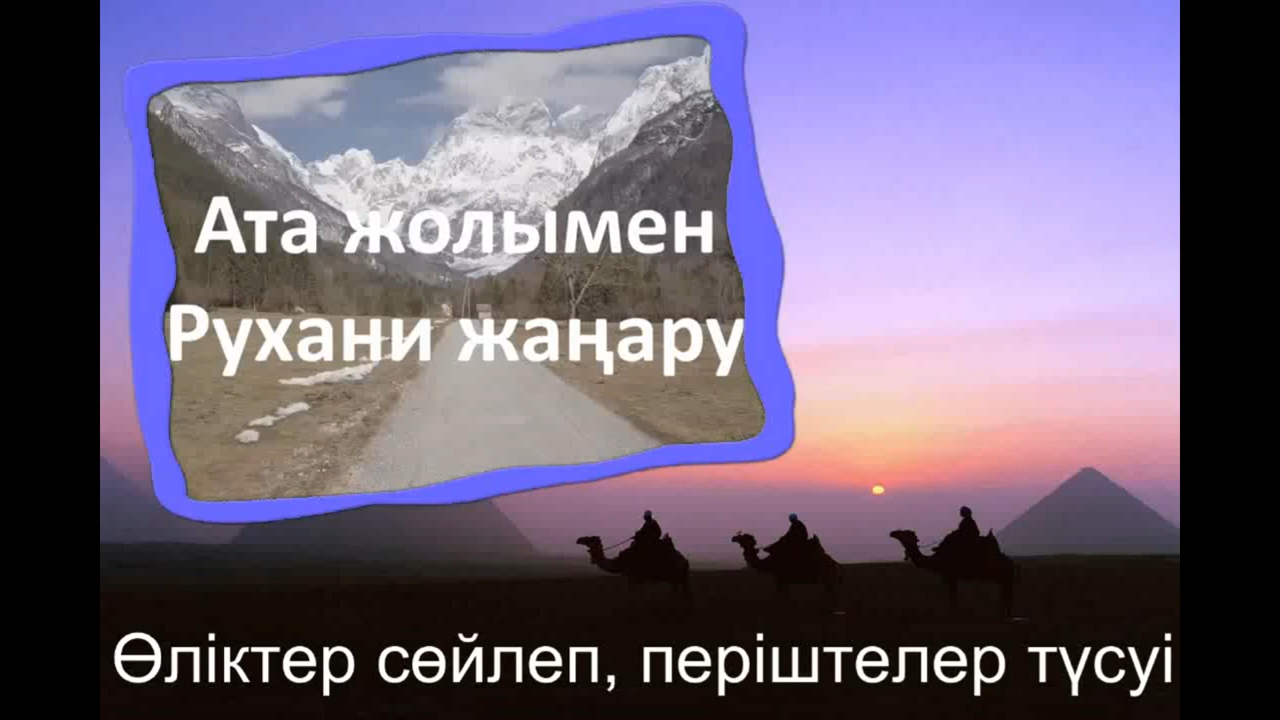 Ата жолымен
Рухани жаңару
Өліктер сөйлеп, періштелер түсуі